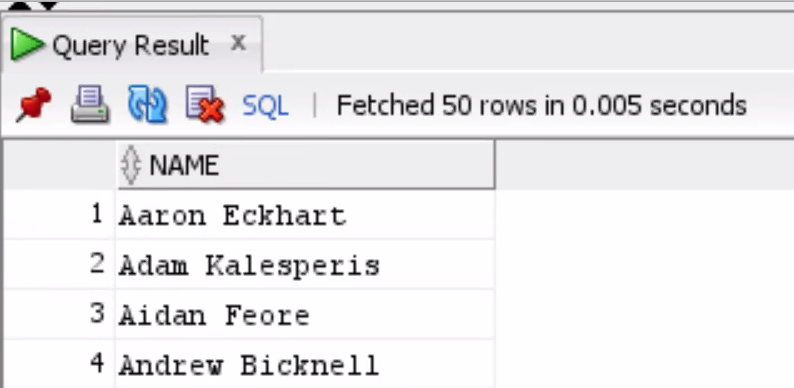 Query Result x
SQL | Fetched 50 rows in 0.005 seconds
NAME
1 Aaron Eckhart
2 Adam Kalesperis
3 Aidan Feore
4 Andrew Bicknell